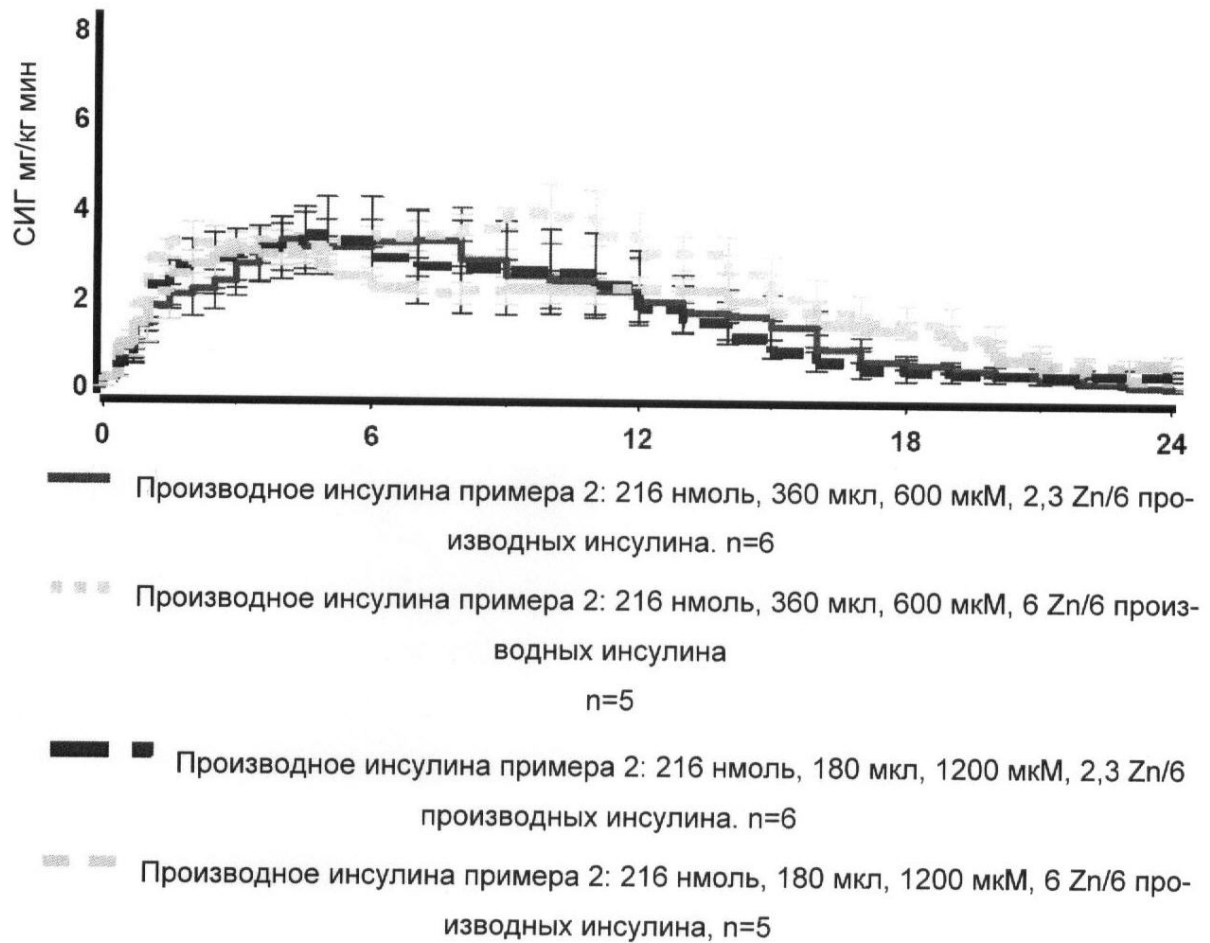 СИГ мг/кг мин
8
6
4
2
0
0 6 12 18 24
Производное инсулина примера 2: 216 нмоль, 360 мкл, 600 мкМ, 2,3 Zn/6 про-
изводных инсулина. n=6
Производное инсулина примера 2: 216 нмоль, 360 мкл, 600 мкМ, 6 Zn/6 произ-
водных инсулина
n=5
Производное инсулина примера 2: 216 нмоль, 180 мкл, 1200 мкМ, 2,3 Zn/6
производных инсулина. n=6
Производное инсулина примера 2: 216 нмоль, 180 мкл, 1200 мкМ, 6 Zn/6 про-
изводных инсулина, n=5